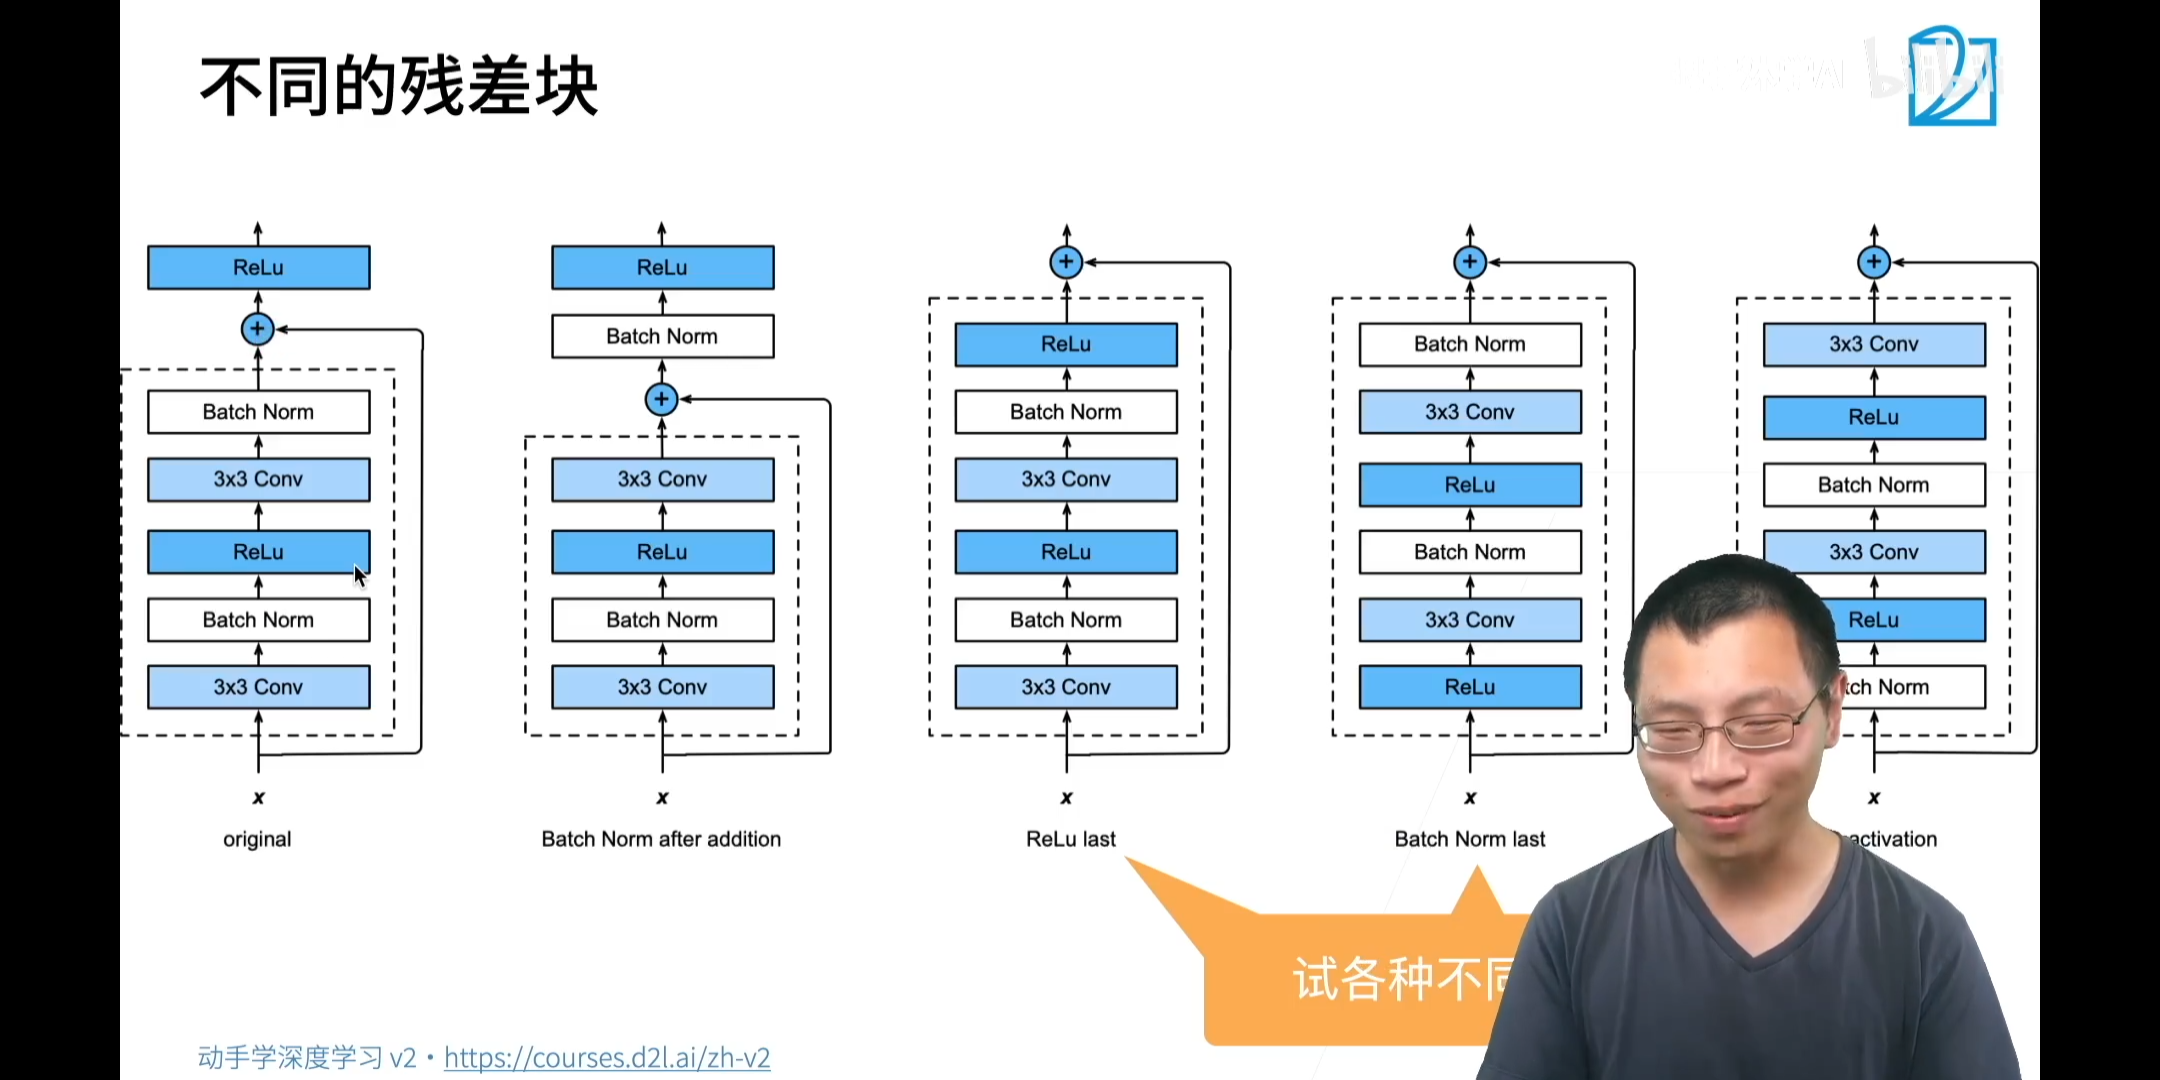 不同的残差块
bilibili
ReLu
Batch Norm
3x3 Conv
ReLu
Batch Norm
3x3 Conv
x
original
ReLu
Batch Norm
3x3 Conv
ReLu
Batch Norm
3x3 Conv
x
Batch Norm after addition
ReLu
Batch Norm
3x3 Conv
ReLu
Batch Norm
3x3 Conv
x
ReLu last
Batch Norm
3x3 Conv
ReLu
Batch Norm
3x3 Conv
ReLu
x
Batch Norm last
3x3 Conv
ReLu
Batch Norm
3x3 Conv
ReLu
Norm
x
activation
试各种不同
动手学深度学习 v2・https://courses.d2l.ai/zh-v2